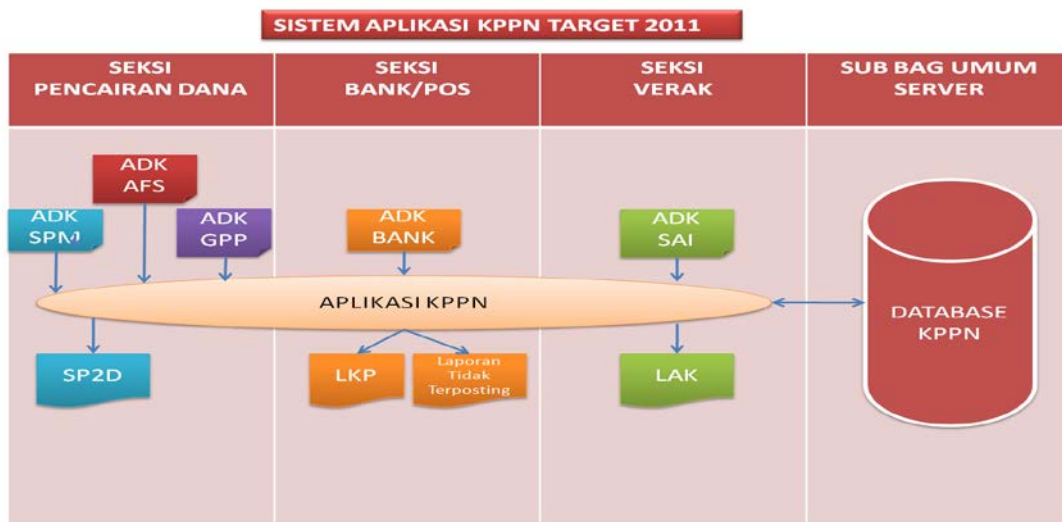 SISTEM APLIKASI KPPN TARGET 2011
SEKSI
PENCAIRAN DANA
SEKSI
BANK/POS
SEKSI
VERAK
SUB BAG UMUM
SERVER
ADK
AFS
ADK
SPM
ADK
GPP
ADK
BANK
ADK
SAI
APLIKASI KPPN
DATABASE
KPPN
SP2D
LKP
Laporan
Tidak
Terposting
LAK